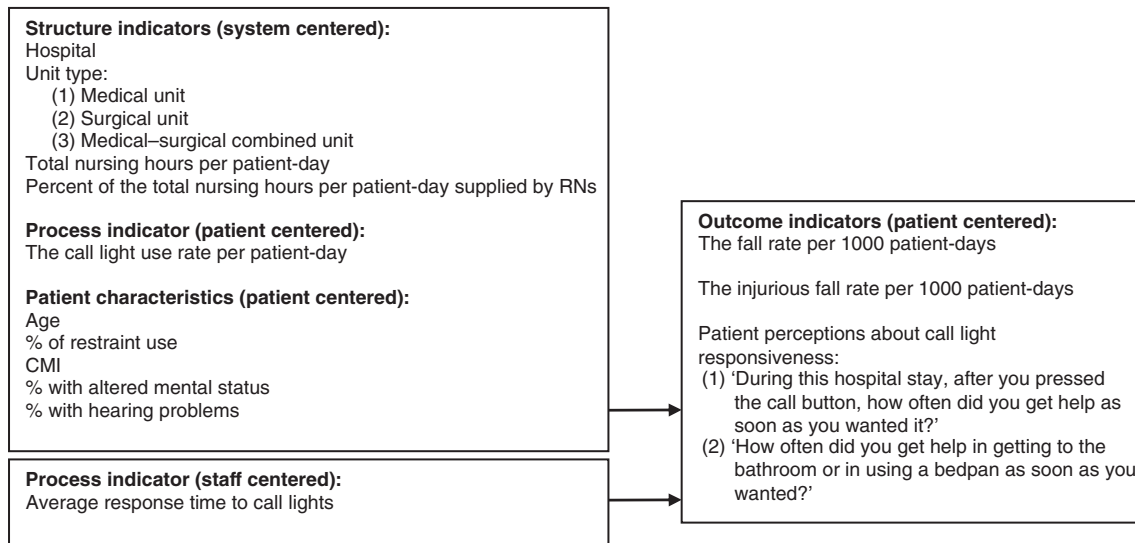 Structure indicators (system centered):
Hospital
Unit type:
(1) Medical unit
(2) Surgical unit
(3) Medical–surgical combined unit
Total nursing hours per patient-day
Percent of the total nursing hours per patient-day supplied by RNs
Process indicator (patient centered):
The call light use rate per patient-day
Patient characteristics (patient centered):
Age
% of restraint use
CMI
% with altered mental status
% with hearing problems
Process indicator (staff centered):
Average response time to call lights
Outcome indicators (patient centered):
The fall rate per 1000 patient-days
The injurious fall rate per 1000 patient-days
Patient perceptions about call light
responsiveness:
(1) ‘During this hospital stay, after you pressed
the call button, how often did you get help as
soon as you wanted it?’
(2) ‘How often did you get help in getting to the
bathroom or in using a bedpan as soon as you
wanted?’